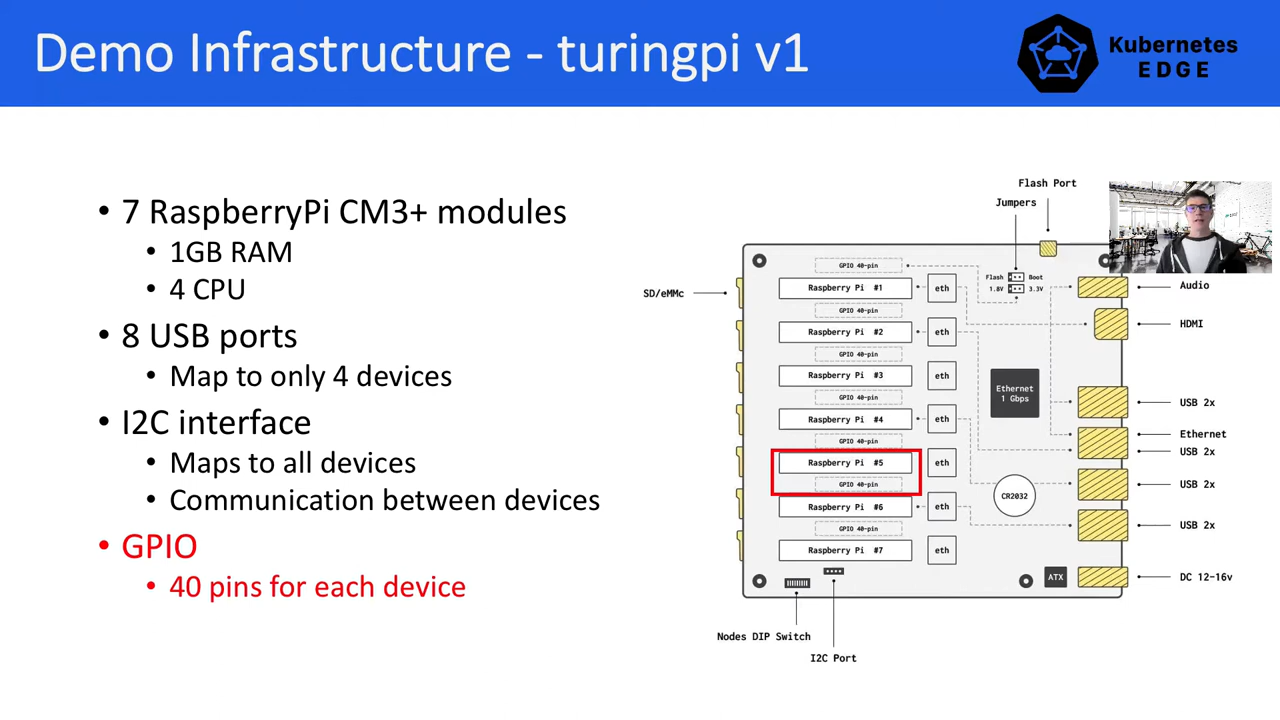 Demo Infrastructure - turingpi v1
Kubernetes
EDGE
• 7 RaspberryPi CM3+ modules
• 1GB RAM
• 4 CPU
• 8 USB ports
• Map to only 4 devices
• I2C interface
• Maps to all devices
• Communication between devices
• GPIO
• 40 pins for each device
Flash Port
Jumpers
SD/eMMc
GPIO 40-pin
Flash Boot
1.8V 3.3V
Raspberry Pi #1
eth
GPIO 40-pin
Raspberry Pi #2
eth
GPIO 40-pin
Raspberry Pi #3
eth
GPIO 40-pin
Raspberry Pi #4
eth
GPIO 40-pin
Raspberry Pi #5
eth
GPIO 40-pin
Raspberry Pi #6
eth
GPIO 40-pin
Raspberry Pi #7
eth
Ethernet
1 Gbps
CR2032
ATX
Audio
HDMI
USB 2x
Ethernet
USB 2x
USB 2x
USB 2x
DC 12-16v
Nodes DIP Switch
I2C Port